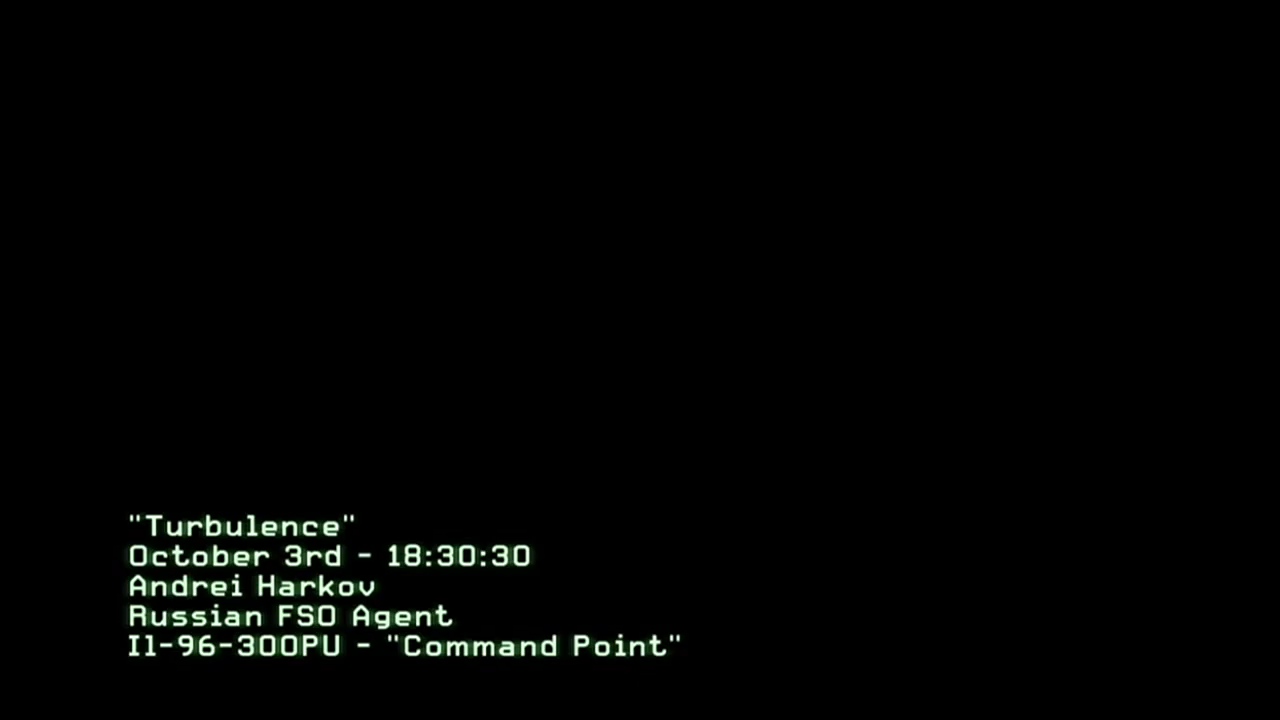 "Turbulence"
October 3rd - 18:30:30
Andrei Harkov
Russian FSO Agent
Il-96-300PU - "Command Point"